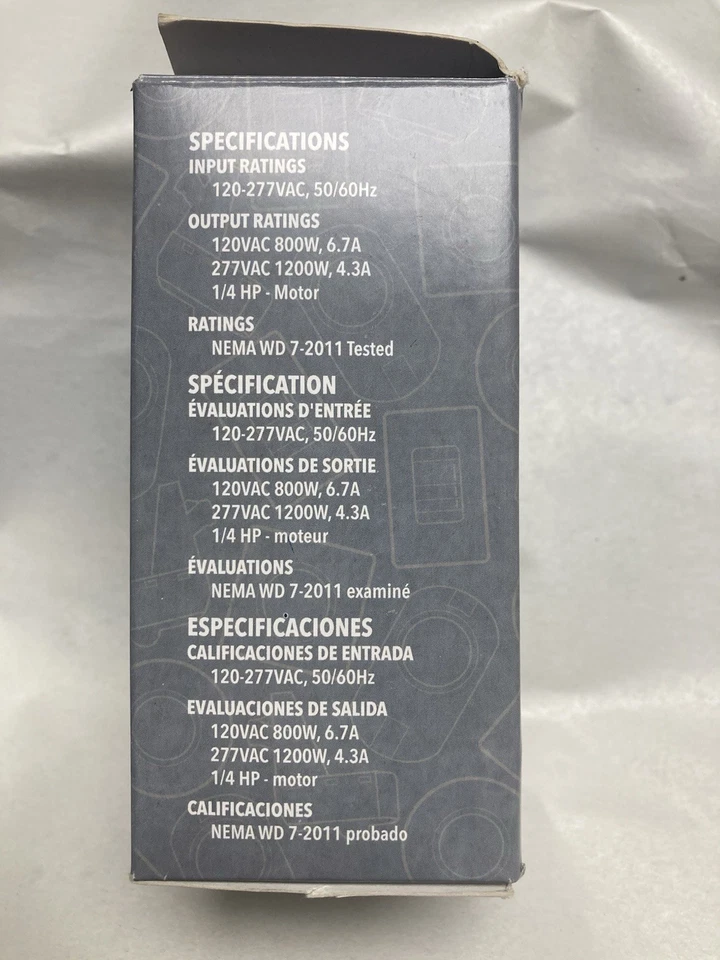 SPECIFICATIONS
INPUT RATINGS
120-277VAC, 50/60Hz
OUTPUT RATINGS
120VAC 800W, 6.7A
277VAC 1200W, 4.3A
1/4 HP - Motor
RATINGS
NEMA WD 7-2011 Tested
SPÉCIFICATION
ÉVALUATIONS D'ENTRÉE
120-277VAC, 50/60Hz
ÉVALUATIONS DE SORTIE
120VAC 800W, 6.7A
277VAC 1200W, 4.3A
1/4 HP - moteur
ÉVALUATIONS
NEMA WD 7-2011 examiné
ESPECIFICACIONES
CALIFICACIONES DE ENTRADA
120-277VAC, 50/60Hz
EVALUACIONES DE SALIDA
120VAC 800W, 6.7A
277VAC 1200W, 4.3A
1/4 HP - motor
CALIFICACIONES
NEMA WD 7-2011 probado